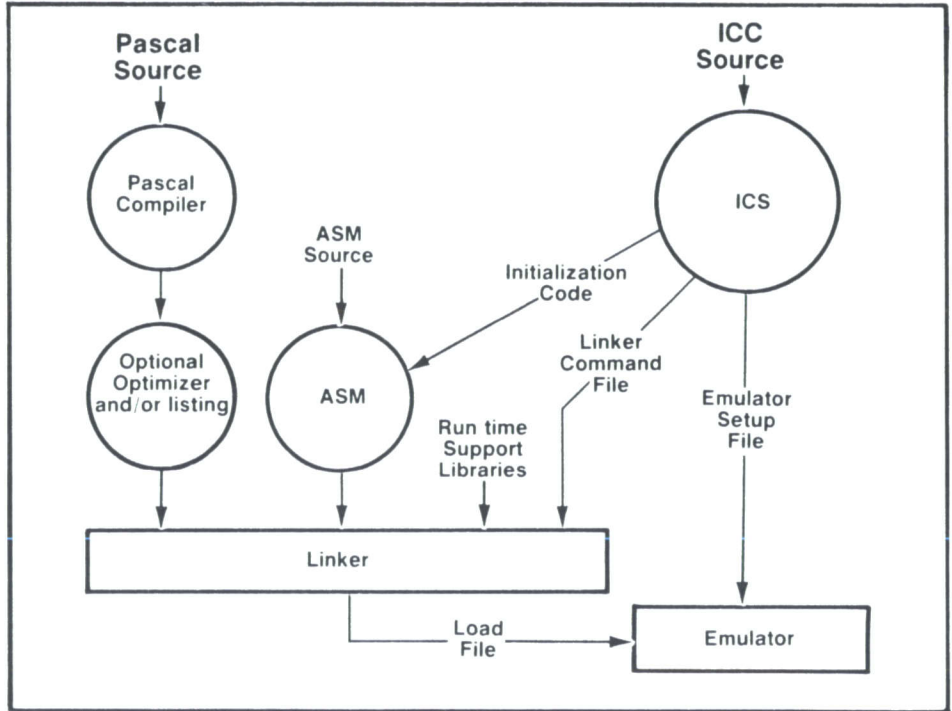 Pascal
Source
ICC
Source
Pascal
Compiler
ICS
ASM
Source
Initialization
Code
Optional
Optimizer
and/or listing
ASM
Linker
Command
File
Run time
Support
Libraries
Emulator
Setup
File
Linker
Load
File
Emulator